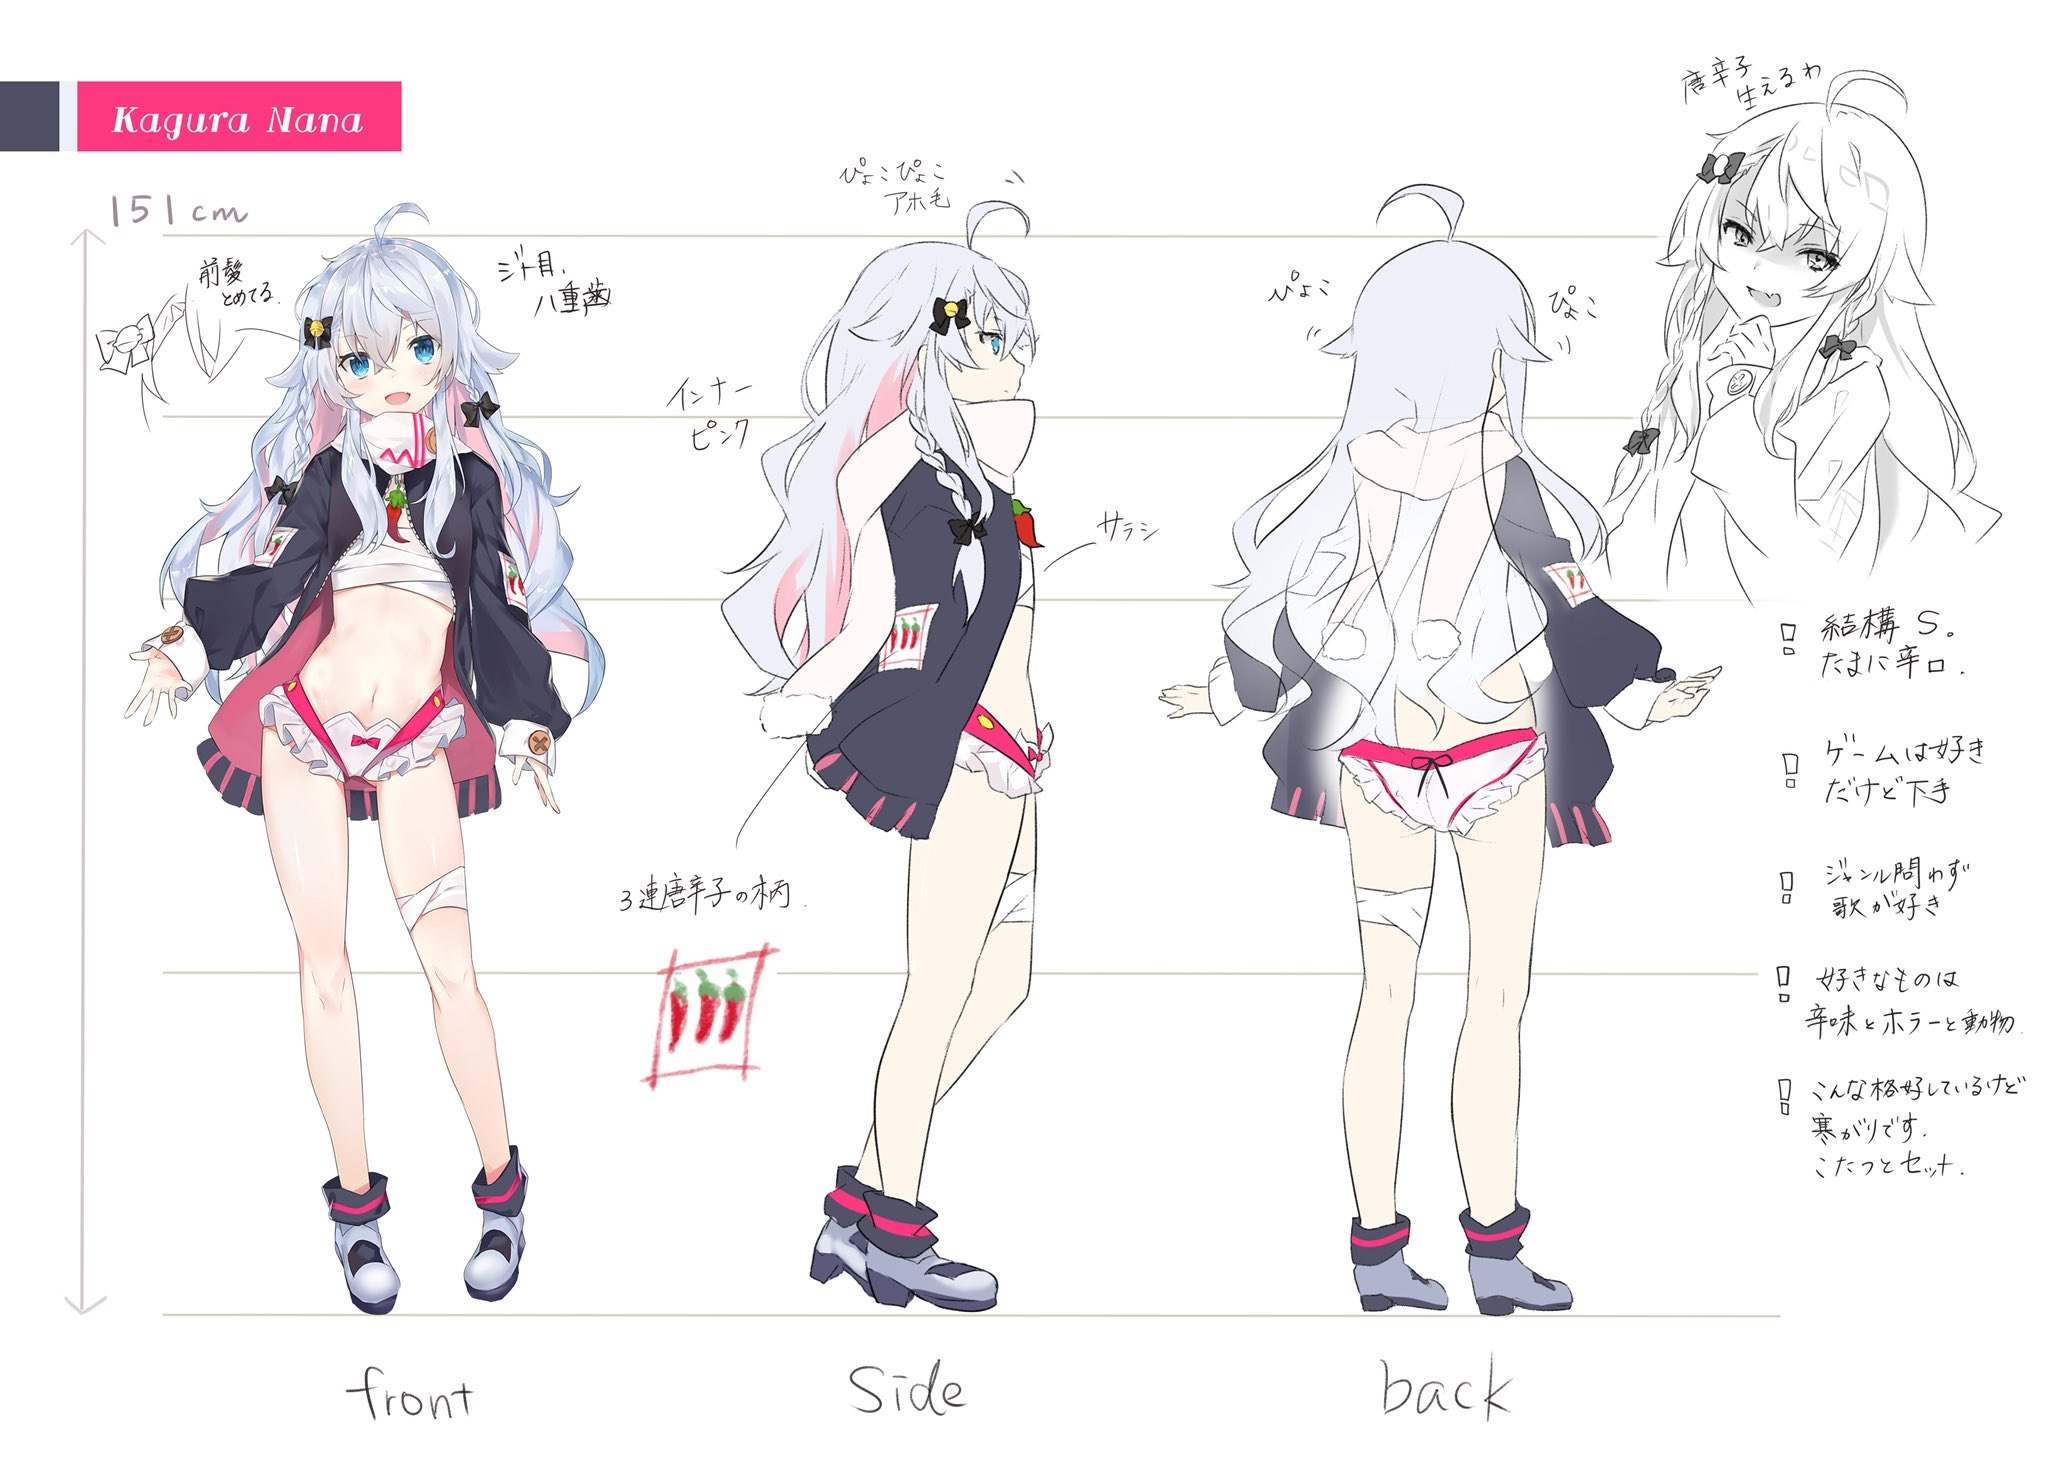 Kagura Nana
151cm
前髪
とめてる
ジト目、
八重歯
ぴょこぴょこ
アホ毛
インナー
ピンク
サラシ
3連唐辛子の柄
ぴょこ
ぴょこ
唐辛子
生えるわ
結構S。
たまに辛口.
ゲームは好き
だけど下手
ジャンル問わず
歌が好き
好きなものは
辛味とホラーと動物.
こんな格好しているけど
寒がりです.
こたつとセット.
front
Side
back